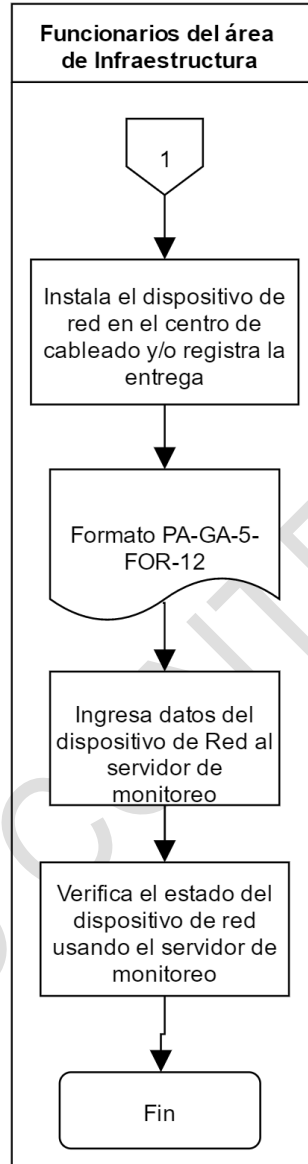 Funcionarios del área
de Infraestructura
1
Instala el dispositivo de
red en el centro de
cableado y/o registra la
entrega
Formato PA-GA-5-
FOR-12
Ingresa datos del
dispositivo de Red al
servidor de
monitoreo
Verifica el estado del
dispositivo de red
usando el servidor de
monitoreo
Fin